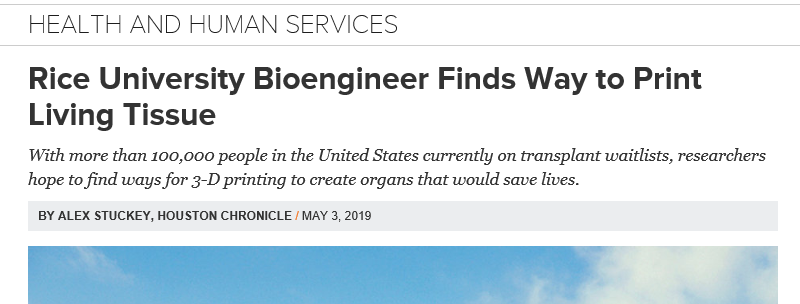 HEALTH AND HUMAN SERVICES
Rice University Bioengineer Finds Way to Print
Living Tissue
With more than 100,000 people in the United States currently on transplant waitlists, researchers
hope to find ways for 3-D printing to create organs that would save lives.
BY ALEX STUCKEY, HOUSTON CHRONICLE / MAY 3, 2019